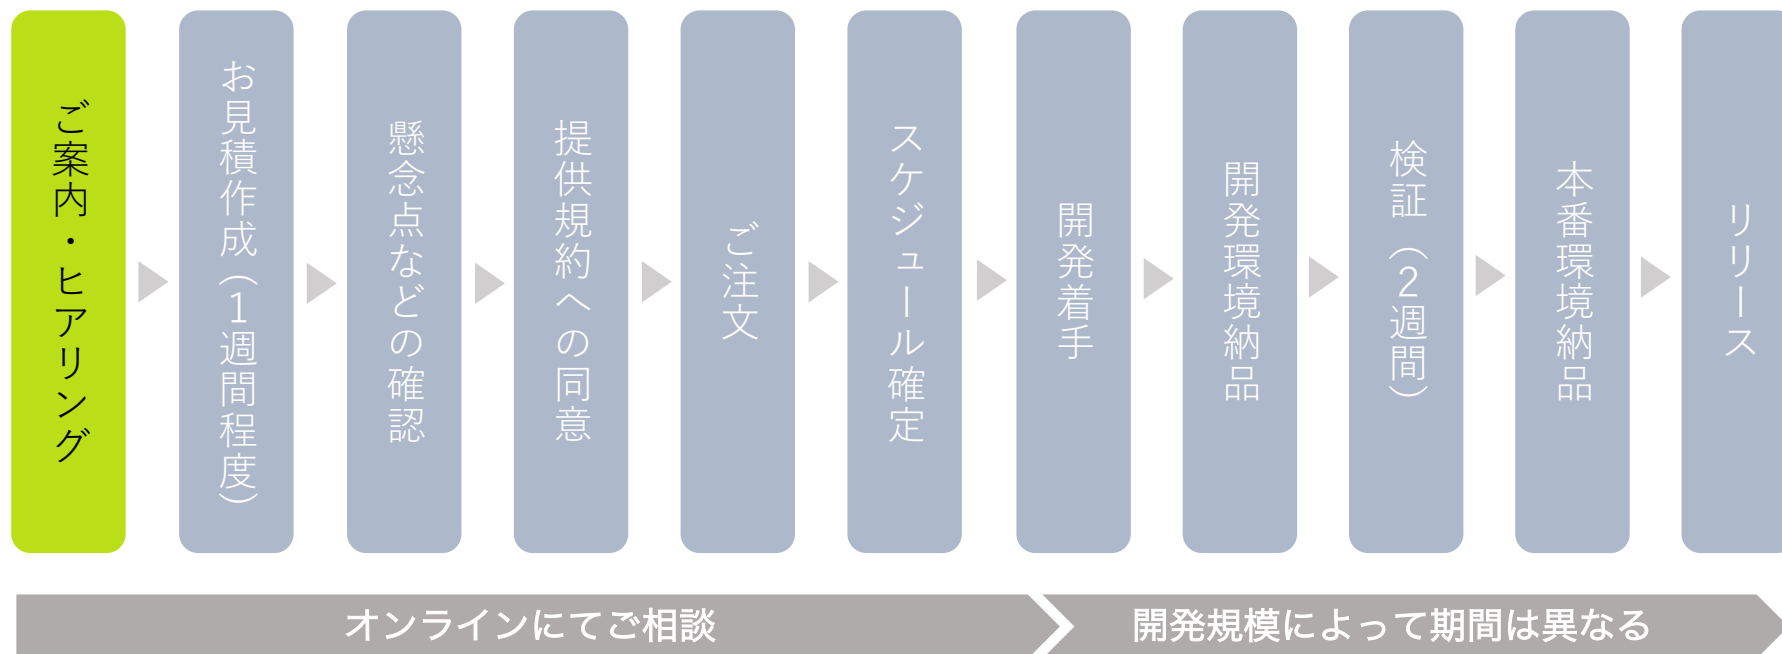 ご案内・ヒアリング
お見積作成（1週間程度）
懸念点などの確認
提供規約への同意
ご注文
スケジュール確定
開発着手
開発環境納品
検証（2週間）
本番環境納品
リリース
オンラインにてご相談
開発規模によって期間は異なる